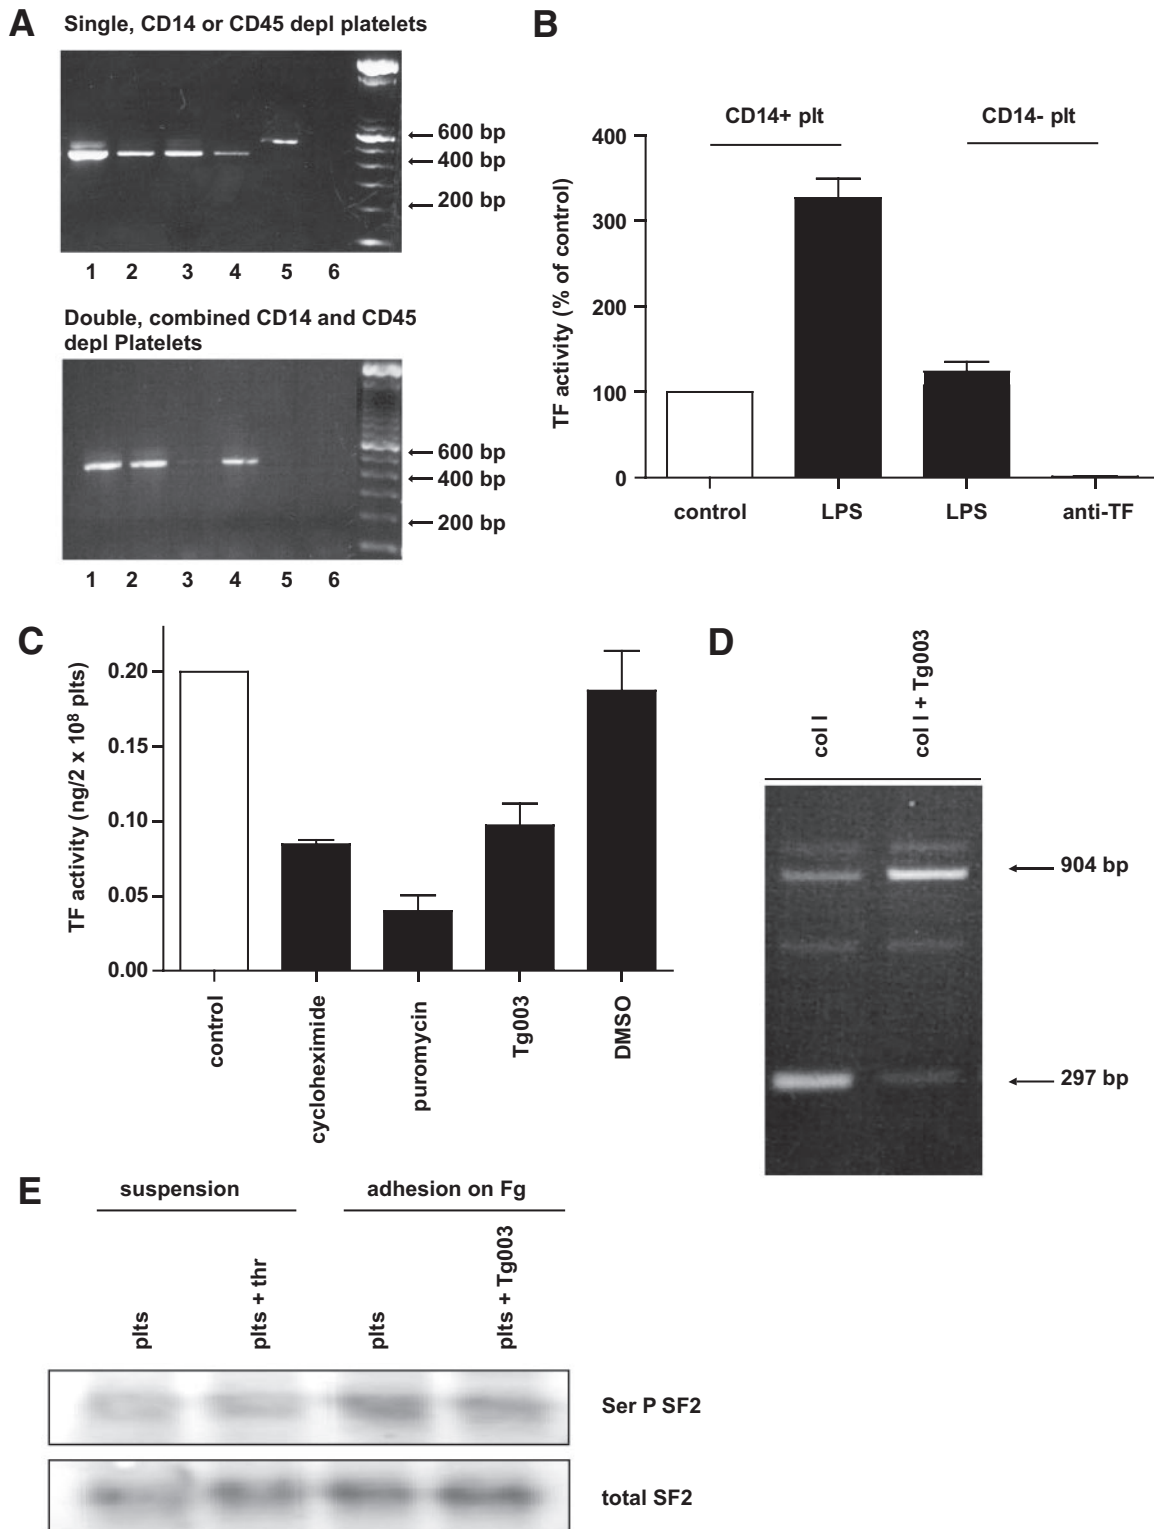 A
Single, CD14 or CD45 depl platelets
600 bp
400 bp
200 bp
1 2 3 4 5 6
Double, combined CD14 and CD45
depl Platelets
600 bp
400 bp
200 bp
1 2 3 4 5 6
B
CD14+ plt
CD14- plt
TF activity (% of control)
400
300
200
100
0
control
LPS
LPS
anti-TF
C
TF activity (ng/2 x 10⁸ plts)
0.20
0.15
0.10
0.05
0.00
control
cycloheximide
puromycin
Tg003
DMSO
D
col I
col I + Tg003
904 bp
297 bp
E
suspension
adhesion on Fg
plts
plts + thr
plts
plts + Tg003
Ser P SF2
total SF2